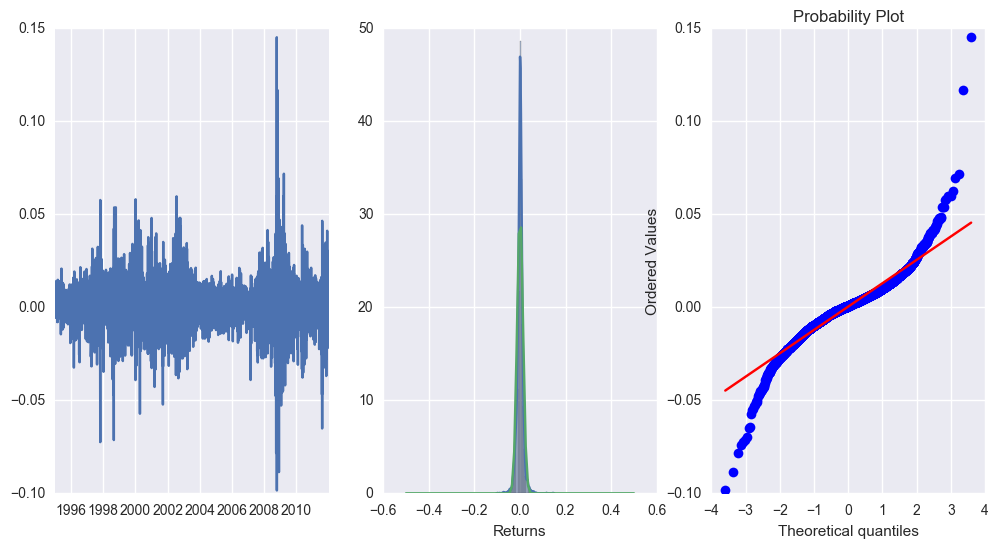 0.15
0.10
0.05
0.00
−0.05
−0.10
1996 1998 2000 2002 2004 2006 2008 2010
50
40
30
20
10
0
−0.6 −0.4 −0.2 0.0 0.2 0.4 0.6
Returns
Probability Plot
Ordered Values
0.15
0.10
0.05
0.00
−0.05
−0.10
−4 −3 −2 −1 0 1 2 3 4
Theoretical quantiles